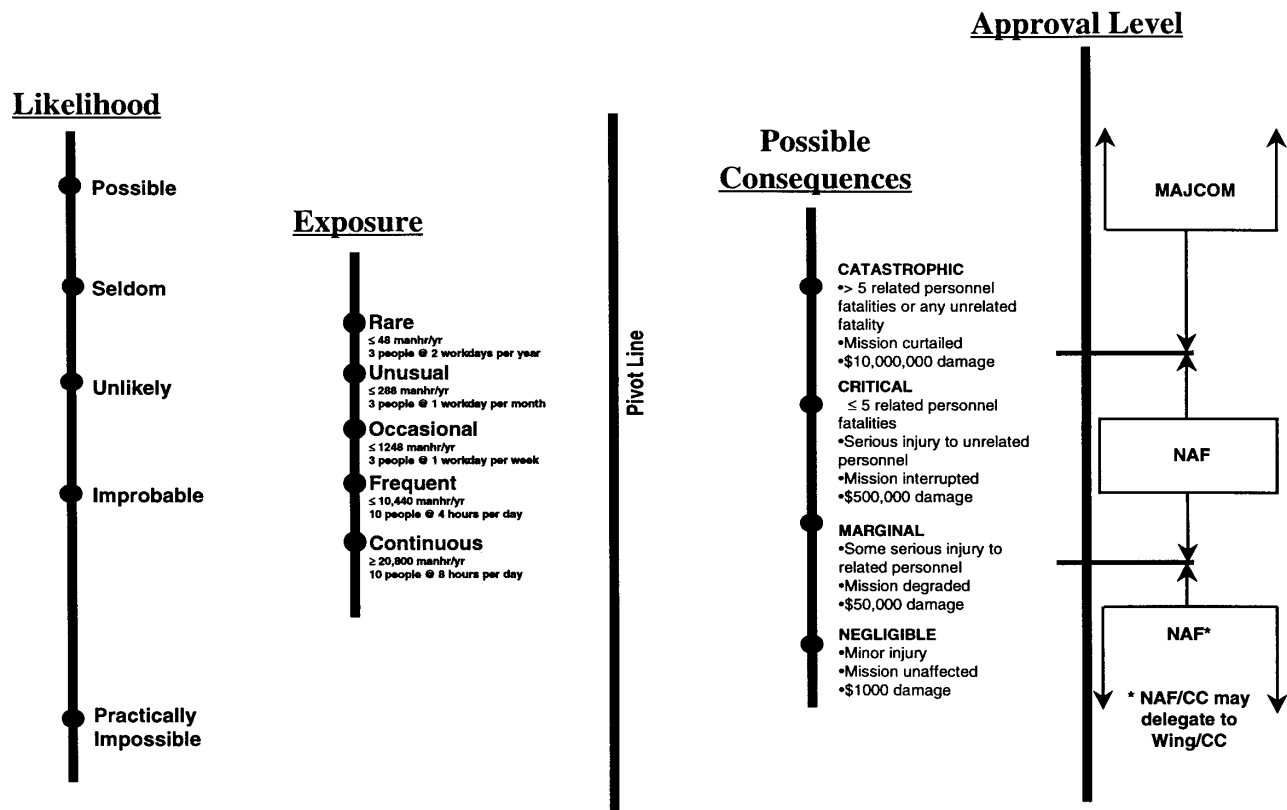 Approval Level
Likelihood
Possible
Seldom
Unlikely
Improbable
Practically
Impossible
Exposure
Rare
≤ 48 manhr/yr
3 people @ 2 workdays per year
Unusual
≤ 288 manhr/yr
3 people @ 1 workday per month
Occasional
≤ 1248 manhr/yr
3 people @ 1 workday per week
Frequent
≤ 10,440 manhr/yr
10 people @ 4 hours per day
Continuous
≥ 20,800 manhr/yr
10 people @ 8 hours per day
Pivot Line
Possible
Consequences
CATASTROPHIC
•> 5 related personnel
fatalities or any unrelated
fatality
•Mission curtailed
•$10,000,000 damage
CRITICAL
≤ 5 related personnel
fatalities
•Serious injury to unrelated
personnel
•Mission interrupted
•$500,000 damage
MARGINAL
•Some serious injury to
related personnel
•Mission degraded
•$50,000 damage
NEGLIGIBLE
•Minor injury
•Mission unaffected
•$1000 damage
MAJCOM
NAF
NAF*
* NAF/CC may
delegate to
Wing/CC